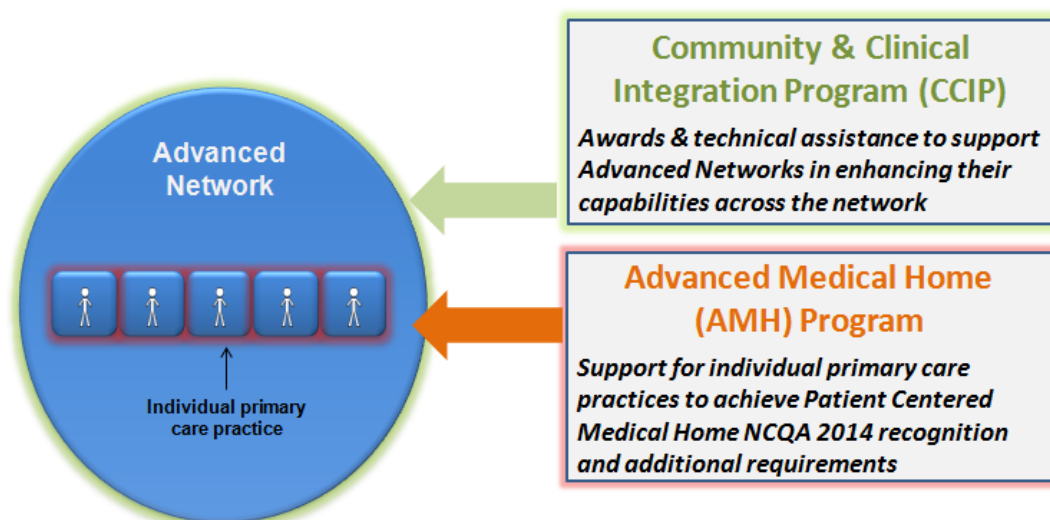 Advanced
Network
Individual primary
care practice
Community & Clinical
Integration Program (CCIP)
Awards & technical assistance to support
Advanced Networks in enhancing their
capabilities across the network
Advanced Medical Home
(AMH) Program
Support for individual primary care
practices to achieve Patient Centered
Medical Home NCQA 2014 recognition
and additional requirements